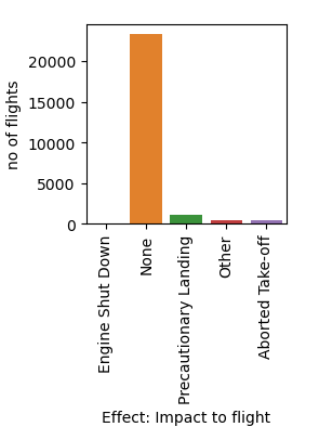 no of flights
20000
15000
10000
5000
0
Engine Shut Down
None
Precautionary Landing
Other
Aborted Take-off
Effect: Impact to flight